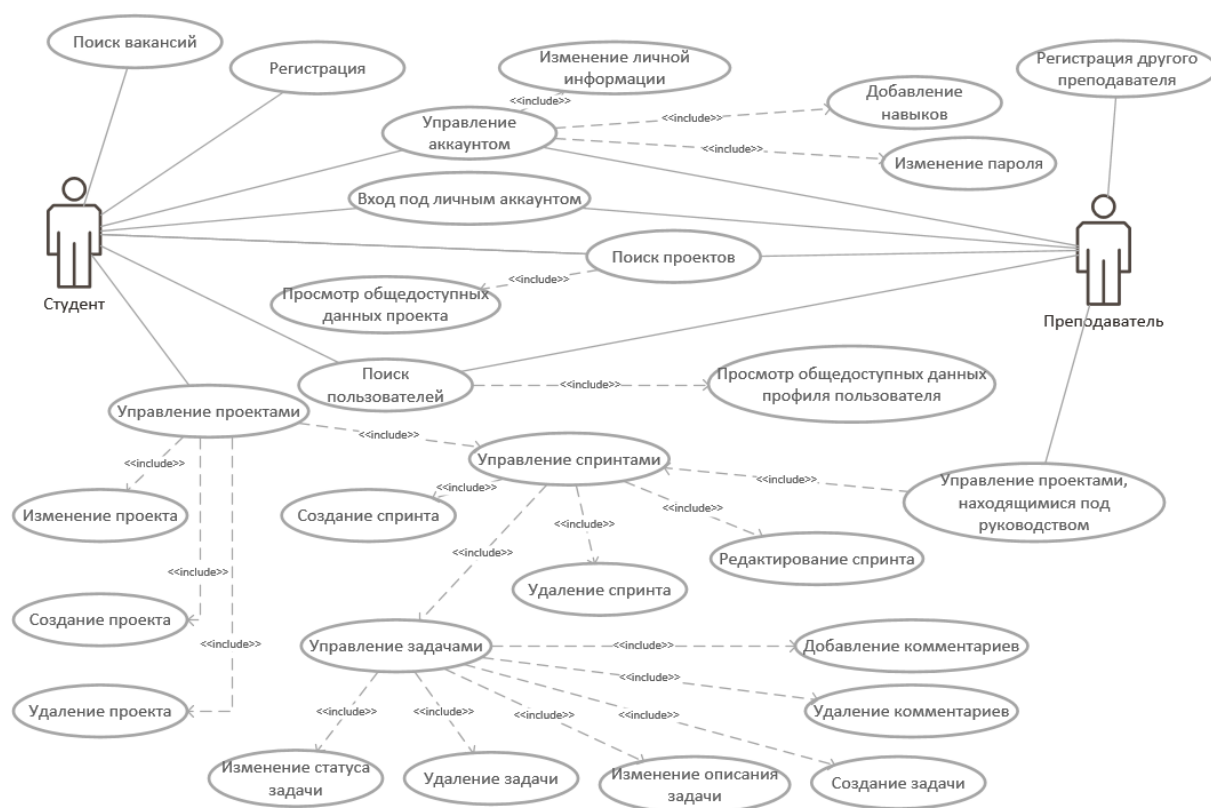 Поиск вакансий
Регистрация
Изменение личной
информации
Регистрация другого
преподавателя
<<include>>
Добавление
навыков
<<include>>
Управление
аккаунтом
<<include>>
Изменение пароля
Вход под личным аккаунтом
Поиск проектов
<<include>>
Просмотр общедоступных
данных проекта
Студент
Преподаватель
Поиск
пользователей
<<include>>
Просмотр общедоступных данных
профиля пользователя
Управление проектами
<<include>>
Управление спринтами
<<include>>
<<include>>
<<include>>
Управление проектами,
находящимися под
руководством
Изменение проекта
Создание спринта
<<include>>
<<include>>
<<include>>
Редактирование спринта
<<include>>
Удаление спринта
Создание проекта
<<include>>
Управление задачами
<<include>>
Добавление комментариев
<<include>>
Удаление проекта
Удаление комментариев
<<include>>
<<include>>
<<include>>
<<include>>
Изменение статуса
задачи
Удаление задачи
Изменение описания
задачи
Создание задачи